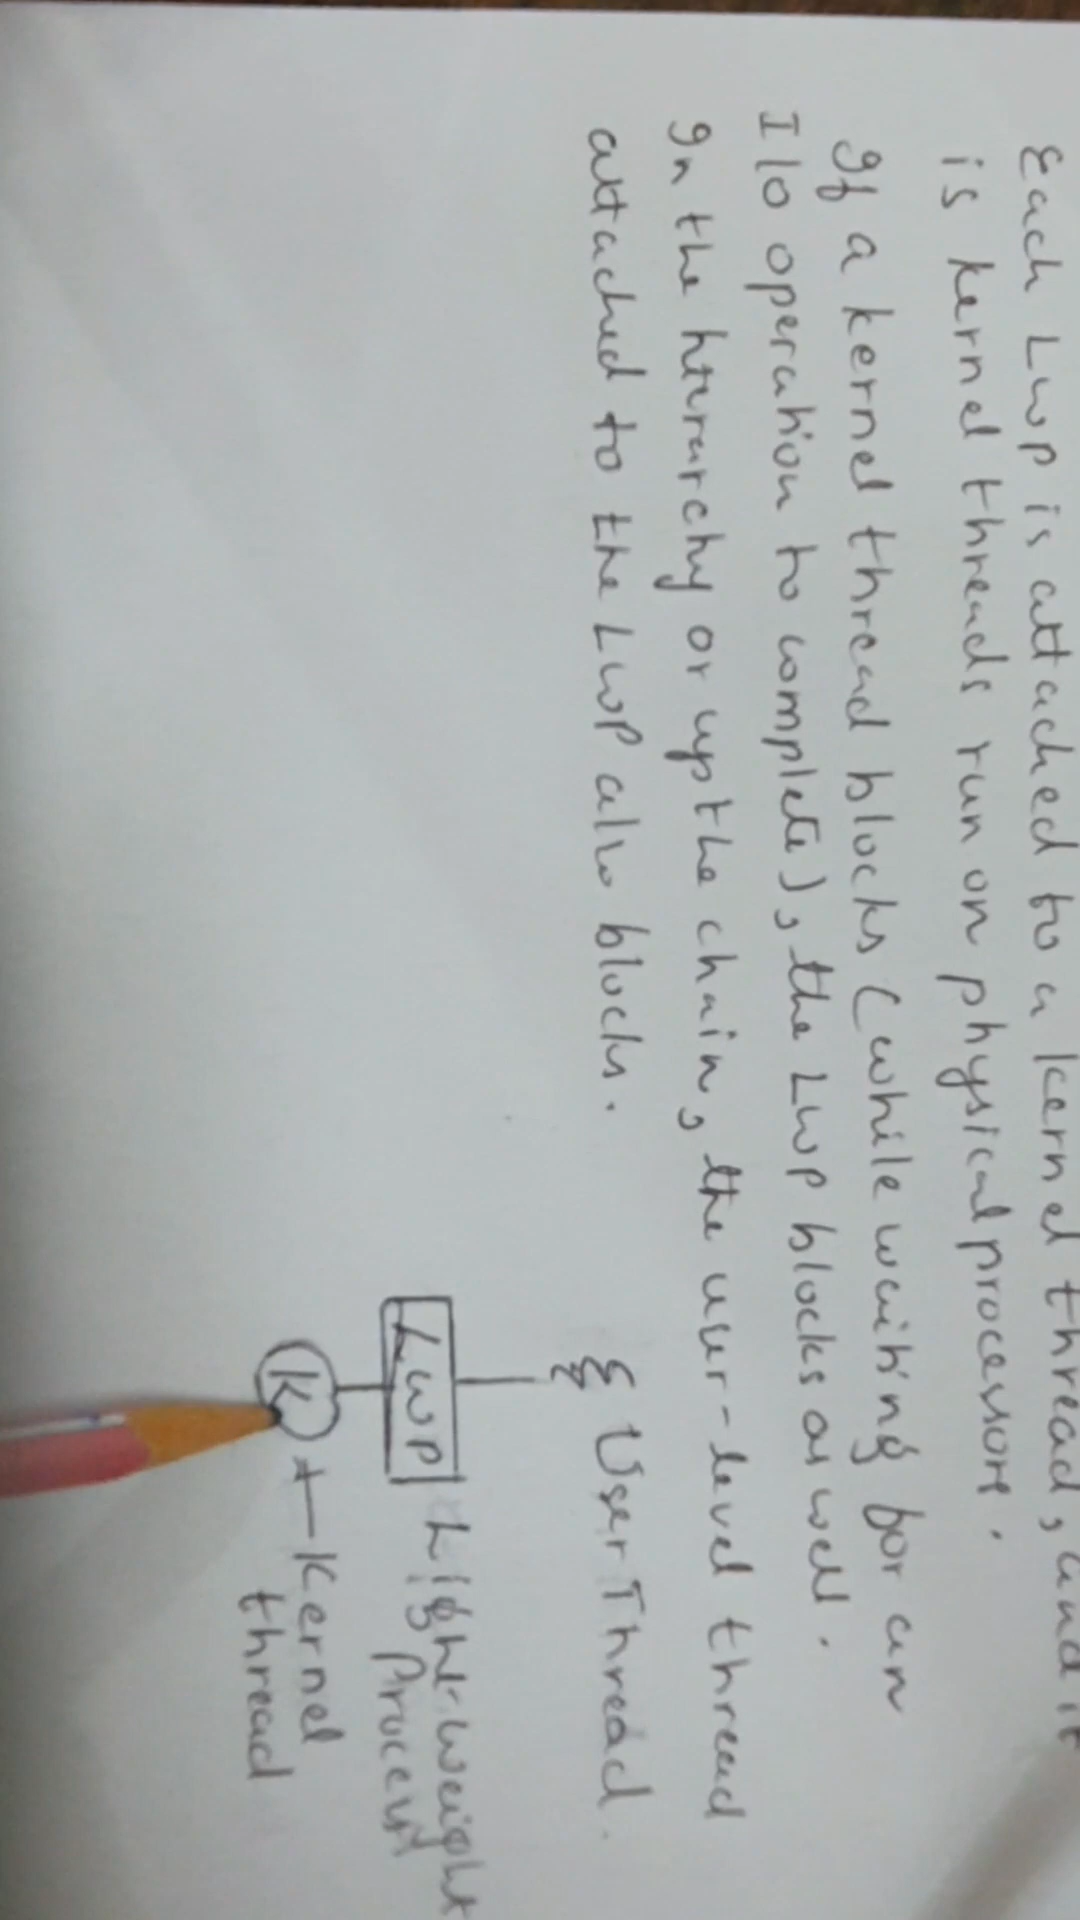 Each LWP is attached to a kernel thread, and it
is kernel threads run on physical processors.
If a kernel thread blocks (while waiting for an
I/O operation to complete), the LWP blocks as well.
In the hierarchy or up the chain, the user-level thread
attached to the LWP also blocks.
User Thread.
LWP Light-weight
Process
K Kernel
thread